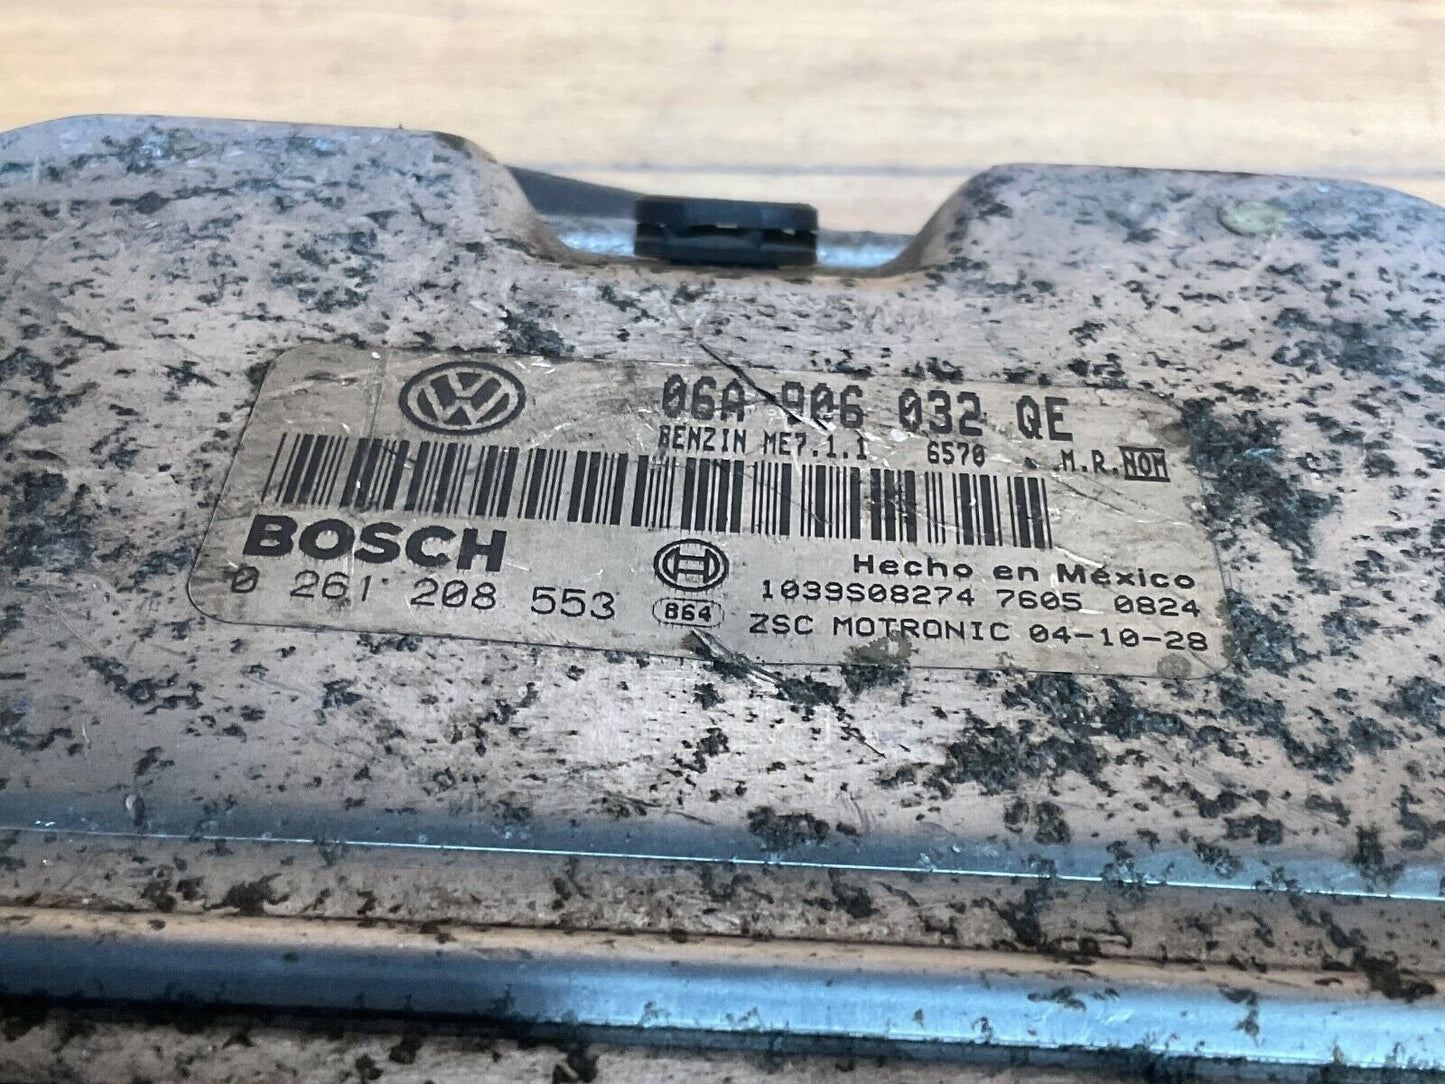 06A 906 032 QE
BENZIN ME7.1.1 6570 M.R. NOM
BOSCH
Hecho en México
0 261 208 553
1039S08274 7605 0824
864
ZSC MOTRONIC 04-10-28